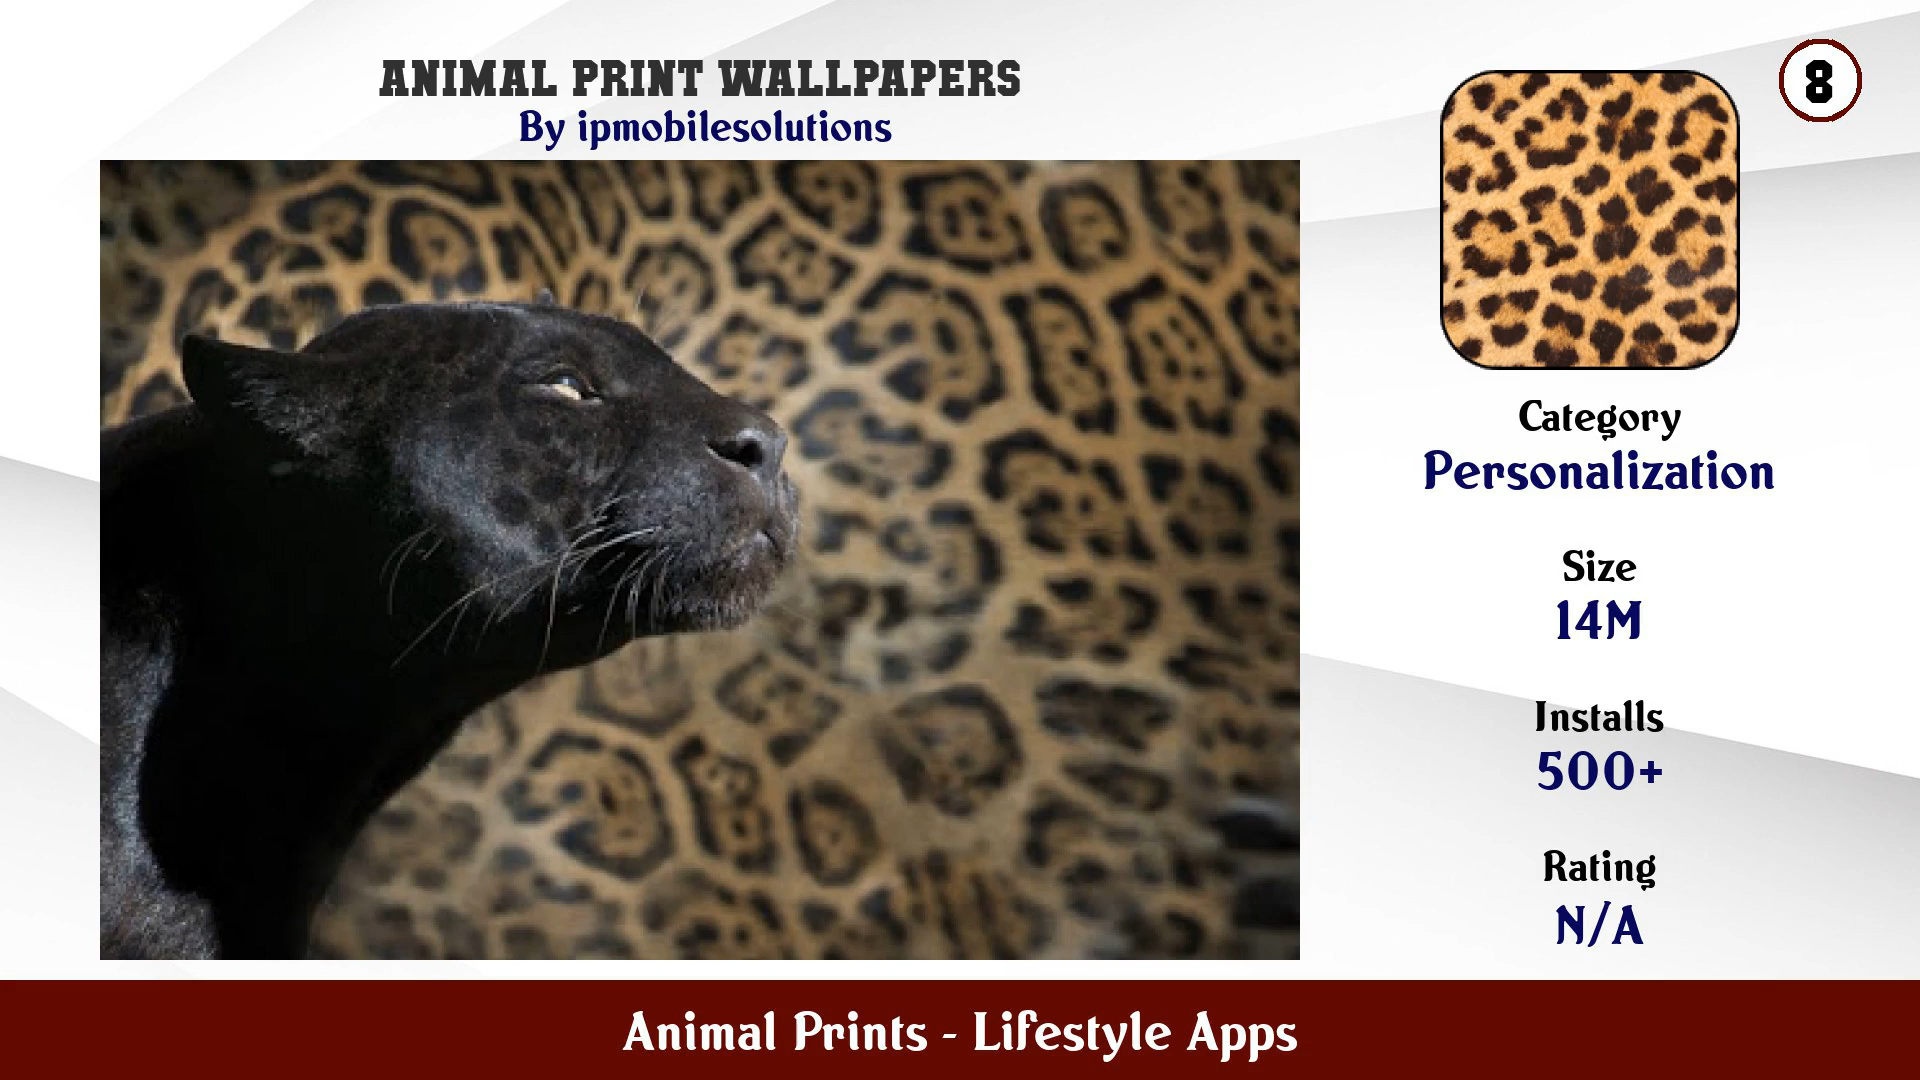 ANIMAL PRINT WALLPAPERS
By ipmobilesolutions
8
Category
Personalization
Size
14M
Installs
500+
Rating
N/A
Animal Prints - Lifestyle Apps